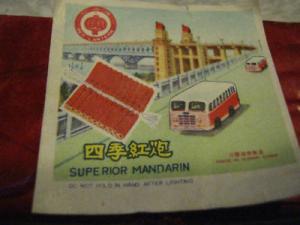 四季紅炮
SUPERIOR MANDARIN
DO NOT HOLD IN HAND AFTER LIGHTING